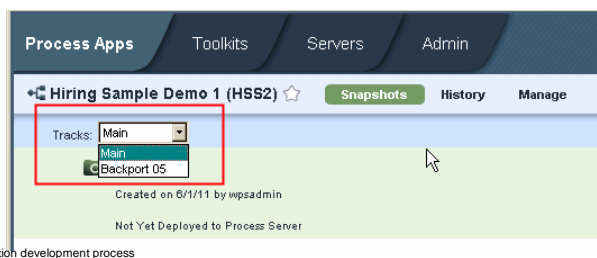 Process Apps Toolkits Servers Admin
Hiring Sample Demo 1 (HSS2) Snapshots History Manage
Tracks: Main
Main
Backport 05
Created on 6/1/11 by wpsadmin
Not Yet Deployed to Process Server
tion development process